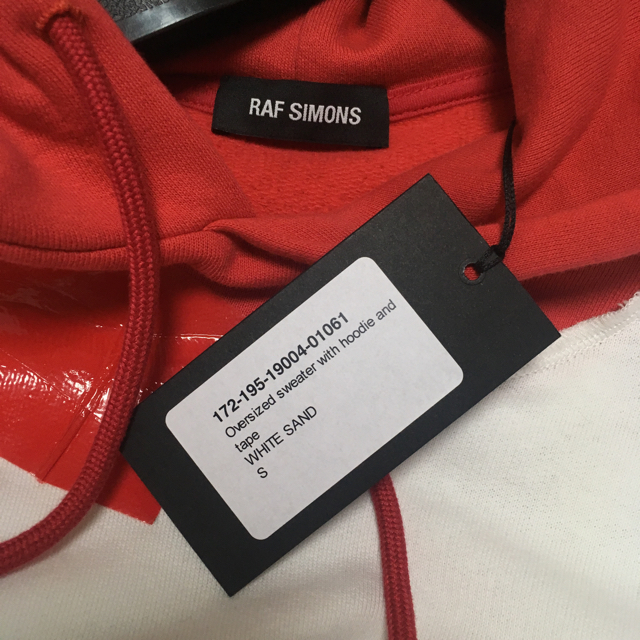 RAF SIMONS
172-195-19004-01061
Oversized sweater with hoodie and
tape
WHITE SAND
S